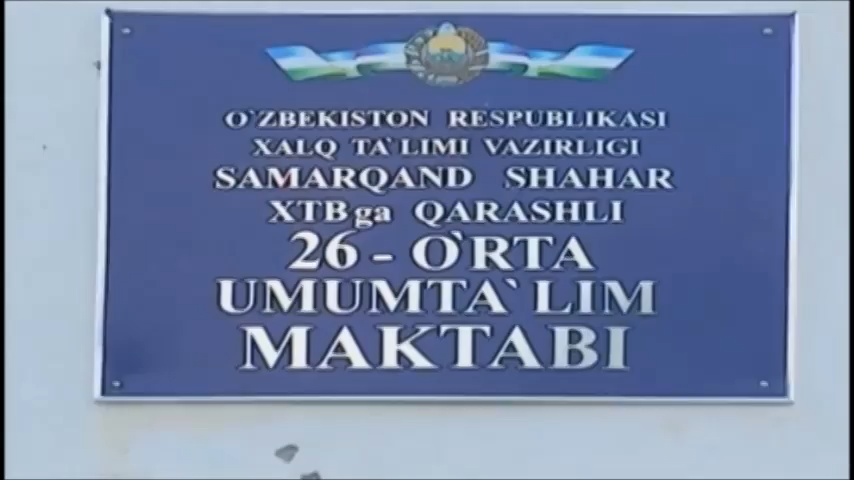 O`ZBEKISTON RESPUBLIKASI
XALQ TA`LIMI VAZIRLIGI
SAMARQAND SHAHAR
XTBga QARASHLI
26 - O`RTA
UMUMTA`LIM
MAKTABI